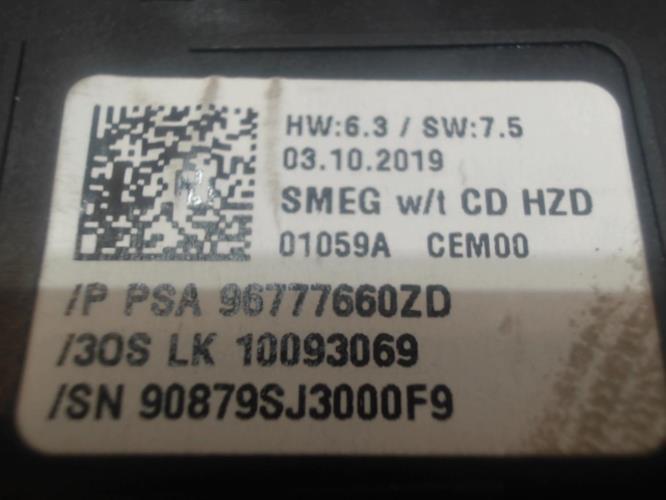 HW:6.3 / SW:7.5
03.10.2019
SMEG w/t CD HZD
01059A CEM00
/P PSA 96777660ZD
/3OS LK 10093069
/SN 90879SJ3000F9